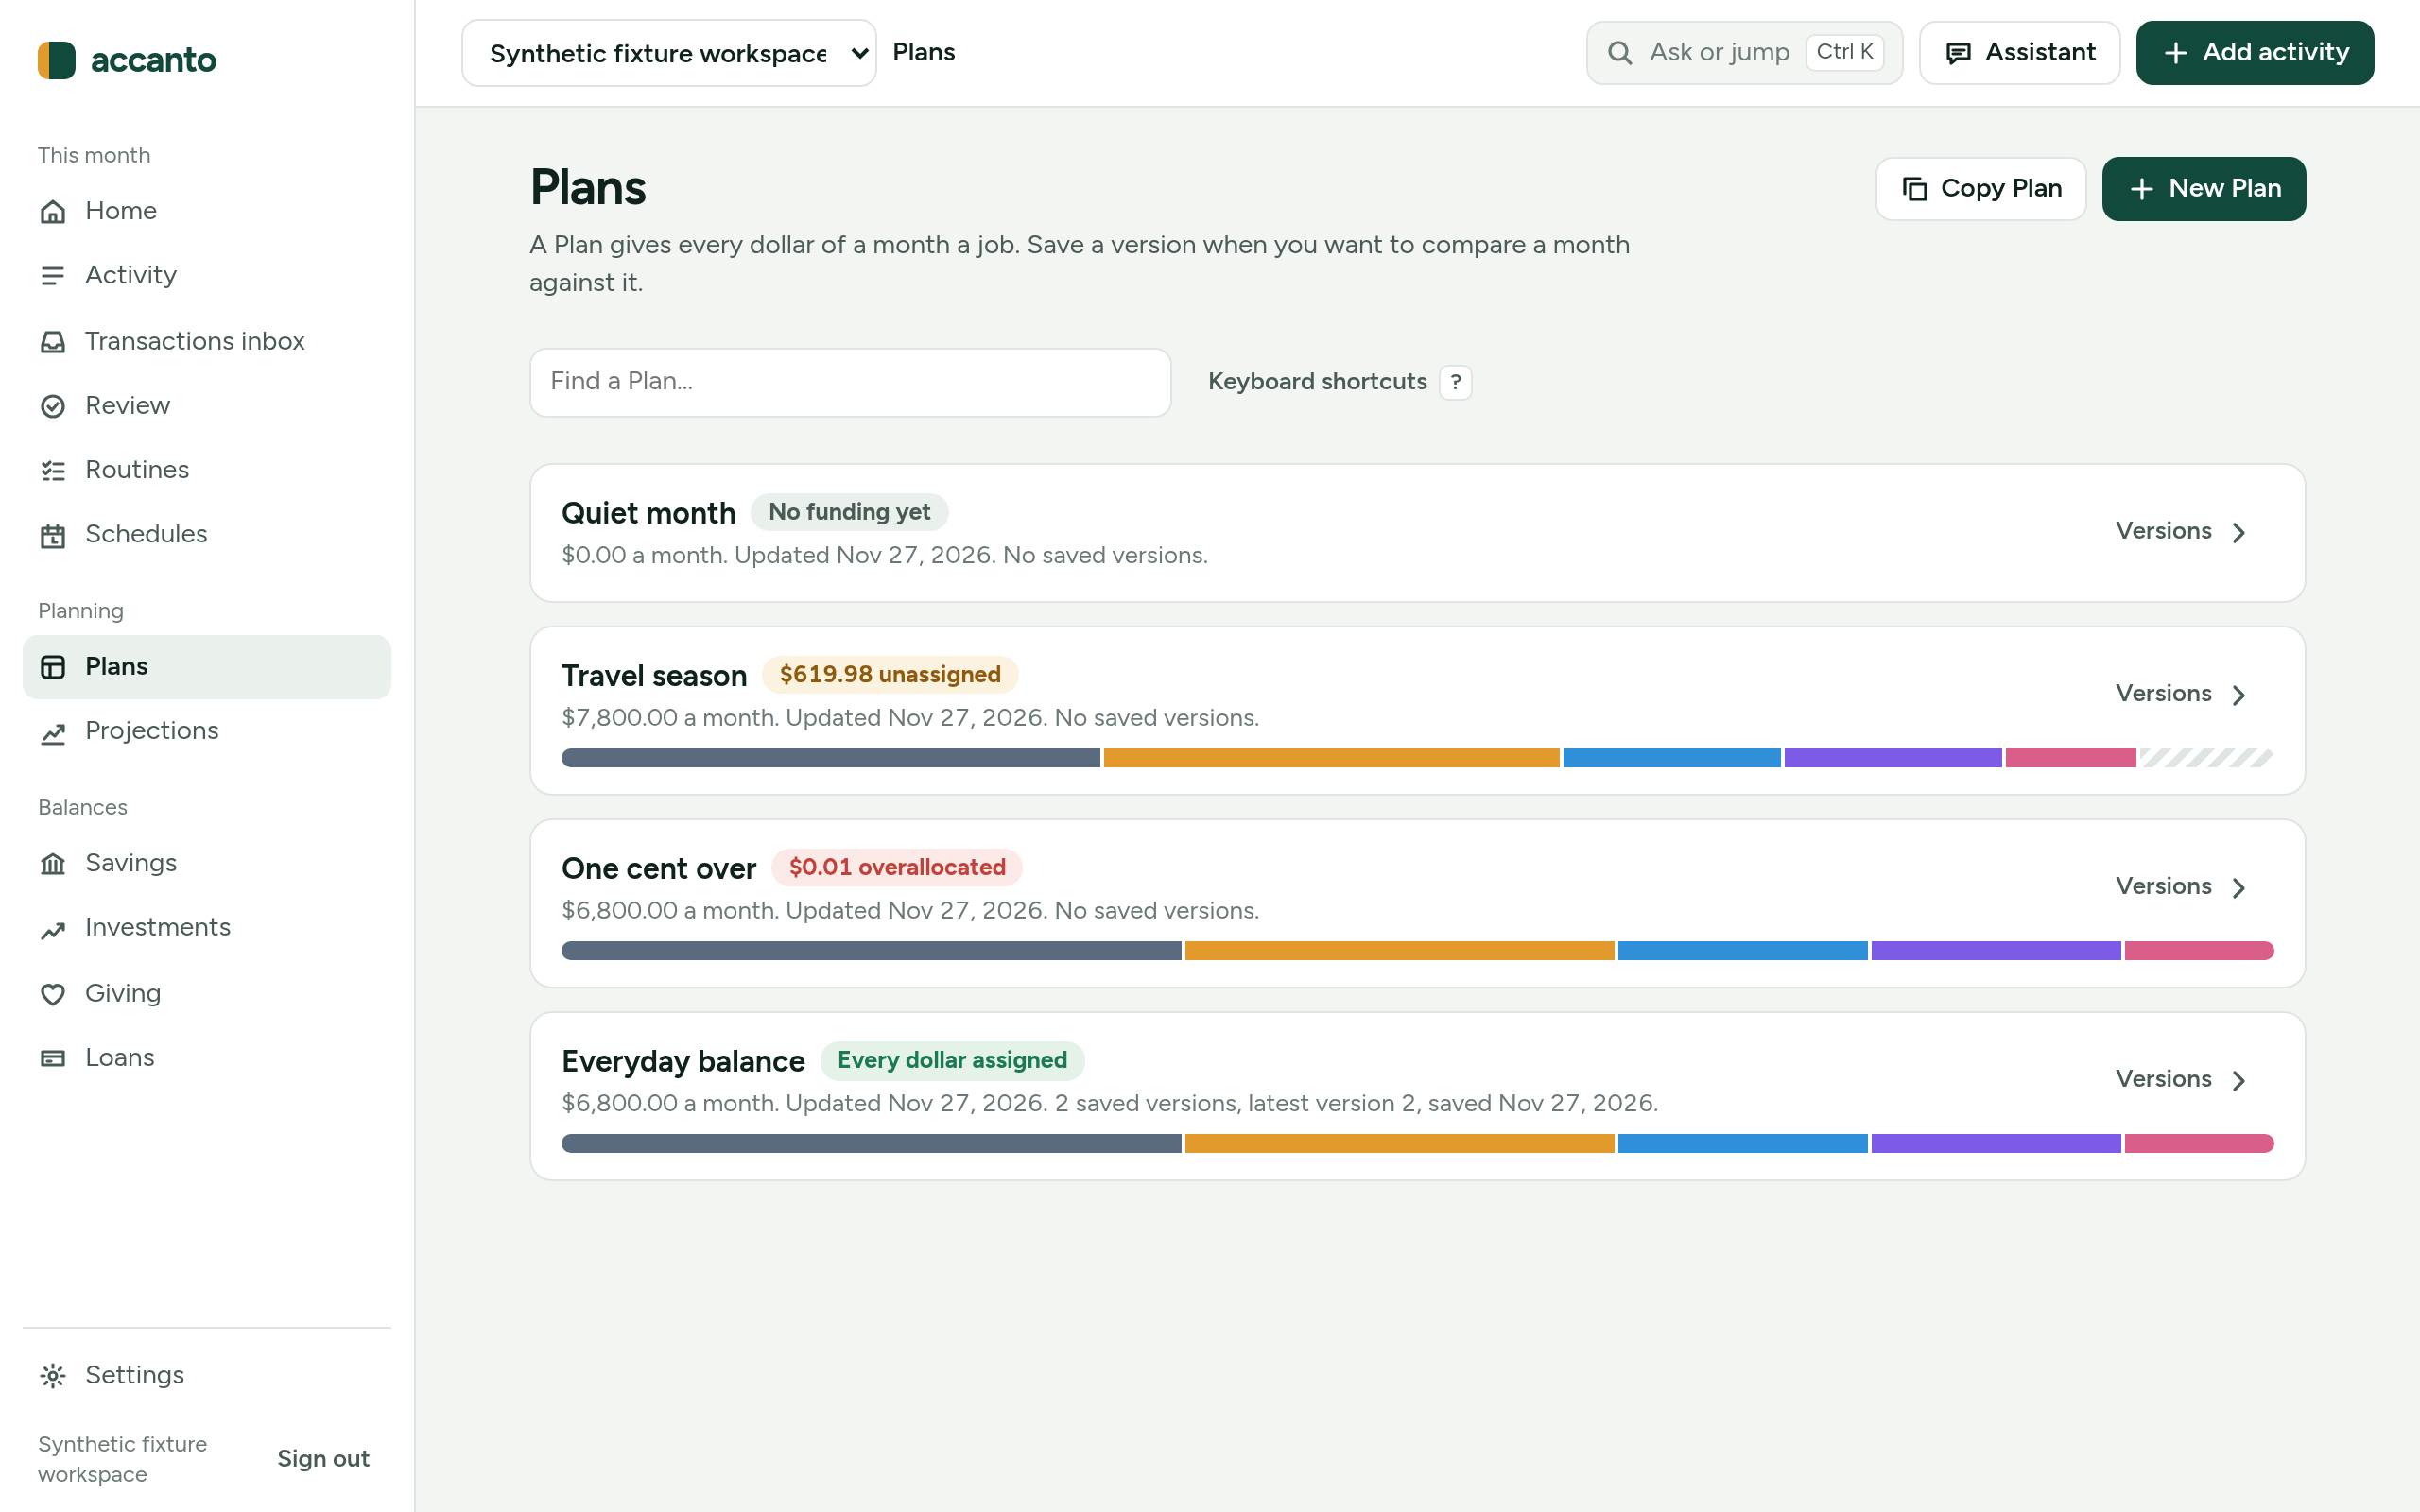 accanto
This month
Home
Activity
Transactions inbox
Review
Routines
Schedules
Planning
Plans
Projections
Balances
Savings
Investments
Giving
Loans
Settings
Synthetic fixture
workspace
Sign out
Synthetic fixture workspace
Plans
Ask or jump
Ctrl K
Assistant
Add activity
Plans
Copy Plan
New Plan
A Plan gives every dollar of a month a job. Save a version when you want to compare a month
against it.
Find a Plan...
Keyboard shortcuts ?
Quiet month No funding yet
$0.00 a month. Updated Nov 27, 2026. No saved versions.
Versions
Travel season $619.98 unassigned
$7,800.00 a month. Updated Nov 27, 2026. No saved versions.
Versions
One cent over $0.01 overallocated
$6,800.00 a month. Updated Nov 27, 2026. No saved versions.
Versions
Everyday balance Every dollar assigned
$6,800.00 a month. Updated Nov 27, 2026. 2 saved versions, latest version 2, saved Nov 27, 2026.
Versions